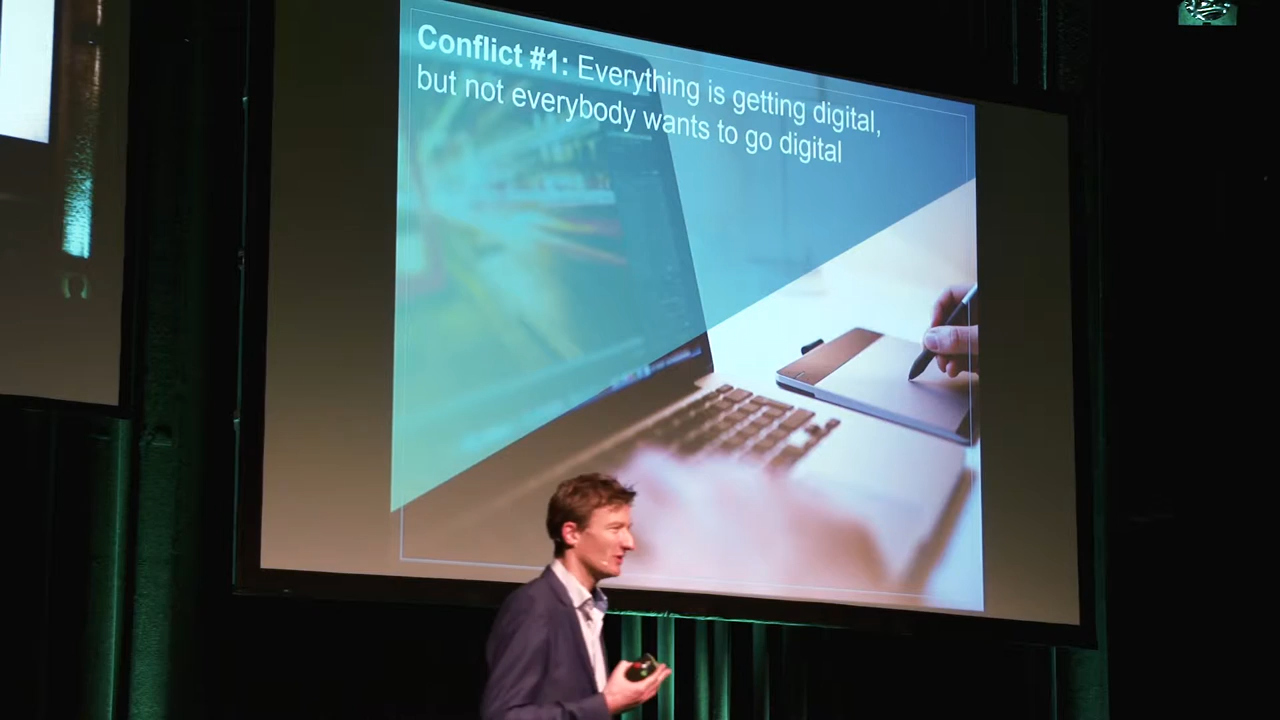 Conflict #1: Everything is getting digital,
but not everybody wants to go digital